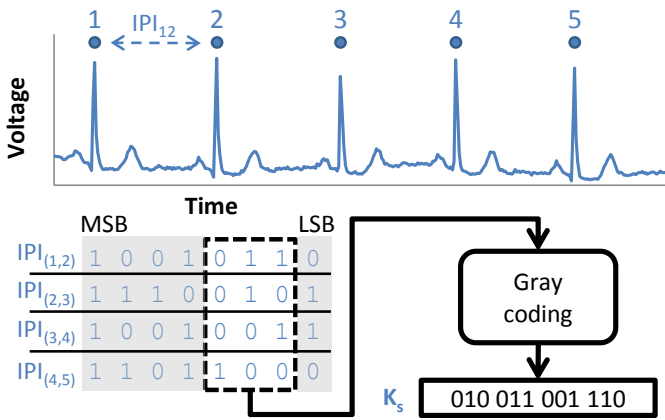 1 2 3 4 5
IPI12
Voltage
Time
MSB LSB
IPI(1,2) 1 0 0 1 0 1 1 0
IPI(2,3) 1 1 1 0 0 1 0 1
IPI(3,4) 1 0 0 1 0 0 1 1
IPI(4,5) 1 1 0 1 1 0 0 0
Gray
coding
Ks 010 011 001 110